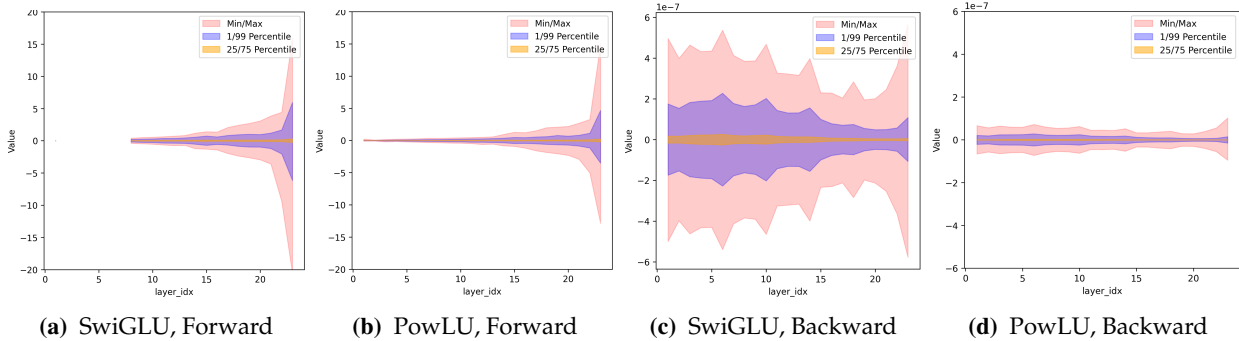 20
15
10
5
0
−5
−10
−15
−20
Value
0
5
10
15
20
layer_idx
Min/Max
1/99 Percentile
25/75 Percentile
(a) SwiGLU, Forward
20
15
10
5
0
−5
−10
−15
−20
Value
0
5
10
15
20
layer_idx
Min/Max
1/99 Percentile
25/75 Percentile
(b) PowLU, Forward
1e−7
6
4
2
0
−2
−4
−6
Value
0
5
10
15
20
layer_idx
Min/Max
1/99 Percentile
25/75 Percentile
(c) SwiGLU, Backward
1e−7
6
4
2
0
−2
−4
−6
Value
0
5
10
15
20
layer_idx
Min/Max
1/99 Percentile
25/75 Percentile
(d) PowLU, Backward